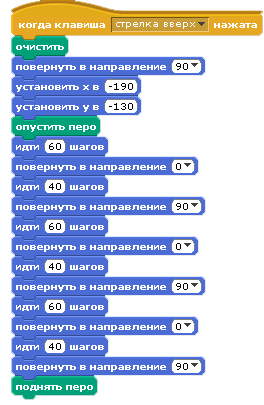 когда клавиша стрелка вверх нажата
очистить
повернуть в направление 90
установить x в -190
установить y в -130
опустить перо
идти 60 шагов
повернуть в направление 0
идти 40 шагов
повернуть в направление 90
идти 60 шагов
повернуть в направление 0
идти 40 шагов
повернуть в направление 90
идти 60 шагов
повернуть в направление 0
идти 40 шагов
повернуть в направление 90
поднять перо